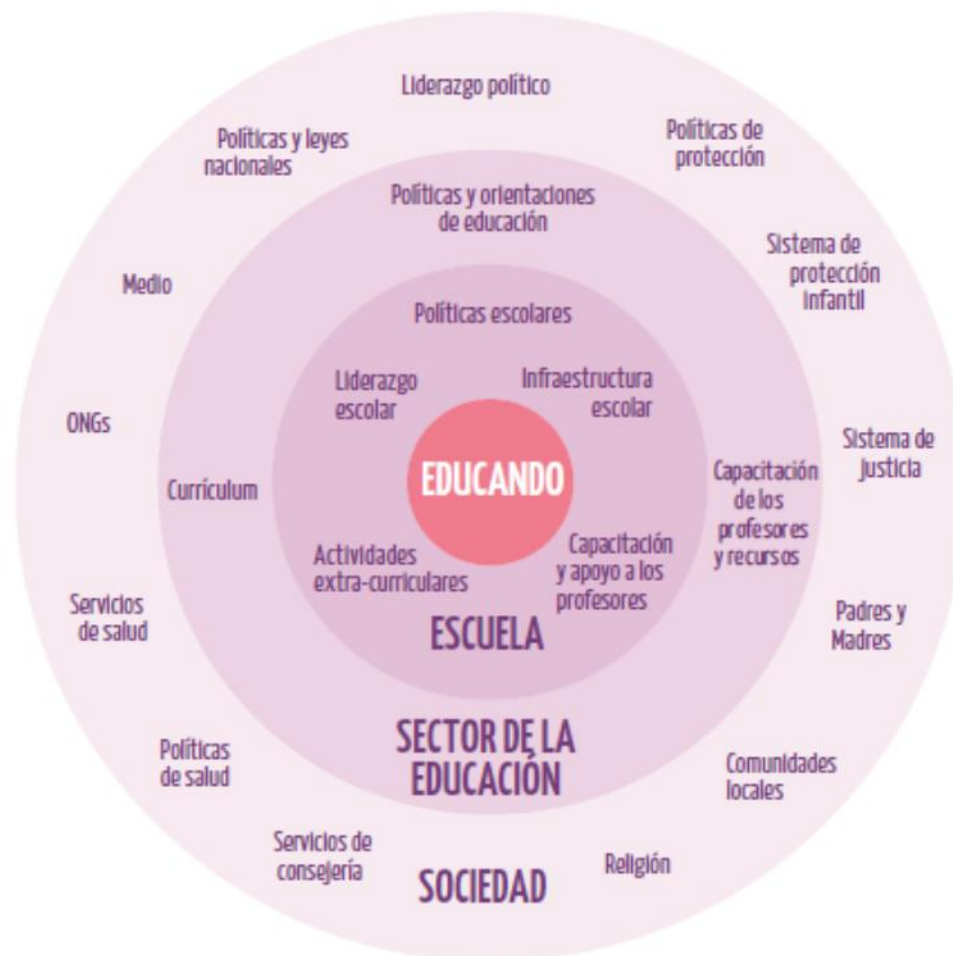 Liderazgo político
Políticas y leyes
nacionales
Políticas de
protección
Políticas y orientaciones
de educación
Sistema de
protección
infantil
Medio
Políticas escolares
Liderazgo
escolar
Infraestructura
escolar
ONGs
Sistema de
justicia
EDUCANDO
Currículum
Capacitación
de los
profesores
y recursos
Actividades
extra-curriculares
Capacitación
y apoyo a los
profesores
Servicios
de salud
Padres y
Madres
ESCUELA
SECTOR DE LA
EDUCACIÓN
Políticas
de salud
Comunidades
locales
Servicios de
consejería
Religión
SOCIEDAD